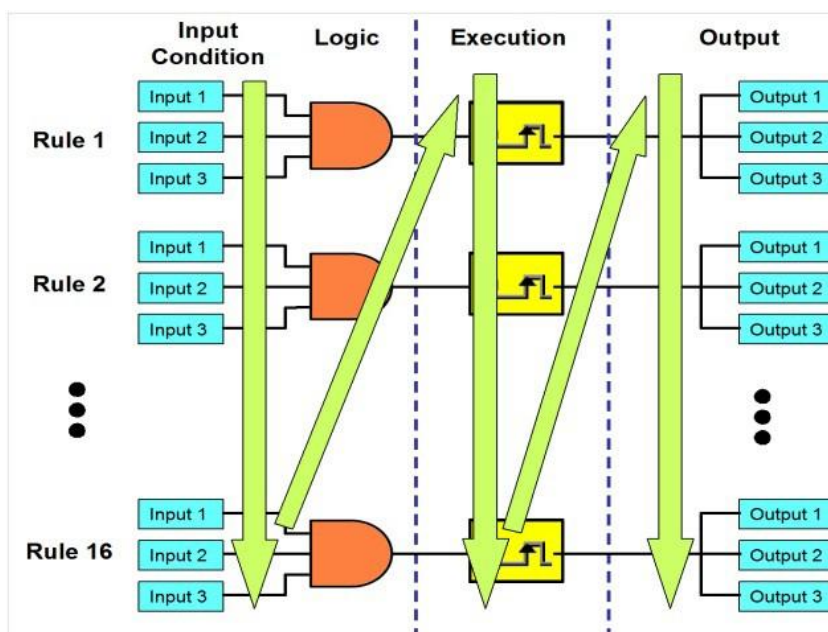 Input Condition
Logic
Execution
Output
Rule 1
Input 1
Input 2
Input 3
Output 1
Output 2
Output 3
Rule 2
Input 1
Input 2
Input 3
Output 1
Output 2
Output 3
Rule 16
Input 1
Input 2
Input 3
Output 1
Output 2
Output 3